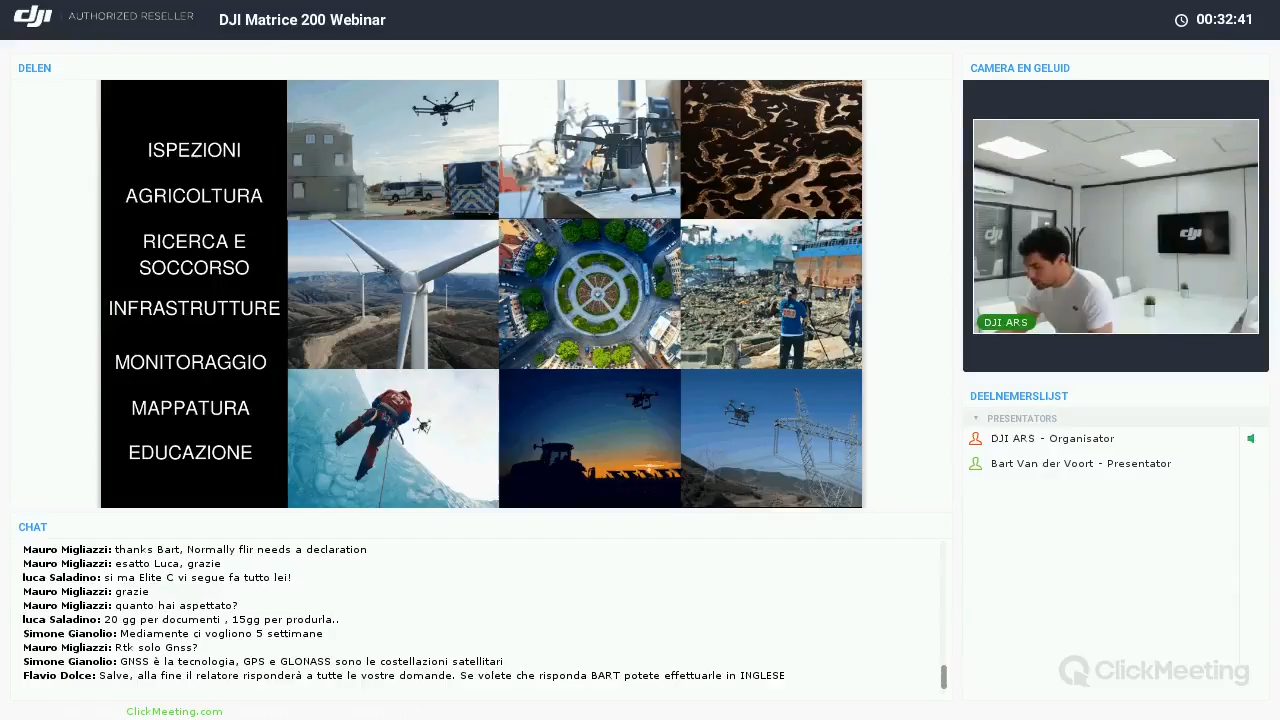 dji AUTHORIZED RESELLER DJI Matrice 200 Webinar 00:32:41
DELEN
ISPEZIONI
AGRICOLTURA
RICERCA E
SOCCORSO
INFRASTRUTTURE
MONITORAGGIO
MAPPATURA
EDUCAZIONE
CAMERA EN GELUID
dji
dji
DJI ARS
DEELNEMERSLIJST
PRESENTATORS
DJI ARS - Organisator
Bart Van der Voort - Presentator
CHAT
Mauro Migliazzi: thanks Bart, Normally flir needs a declaration
Mauro Migliazzi: esatto Luca, grazie
luca Saladino: si ma Elite C vi segue fa tutto lei!
Mauro Migliazzi: grazie
Mauro Migliazzi: quanto hai aspettato?
luca Saladino: 20 gg per documenti , 15gg per produrla..
Simone Gianolio: Mediamente ci vogliono 5 settimane
Mauro Migliazzi: Rtk solo Gnss?
Simone Gianolio: GNSS è la tecnologia, GPS e GLONASS sono le costellazioni satellitari
Flavio Dolce: Salve, alla fine il relatore risponderà a tutte le vostre domande. Se volete che risponda BART potete effettuarle in INGLESE
ClickMeeting
ClickMeeting.com